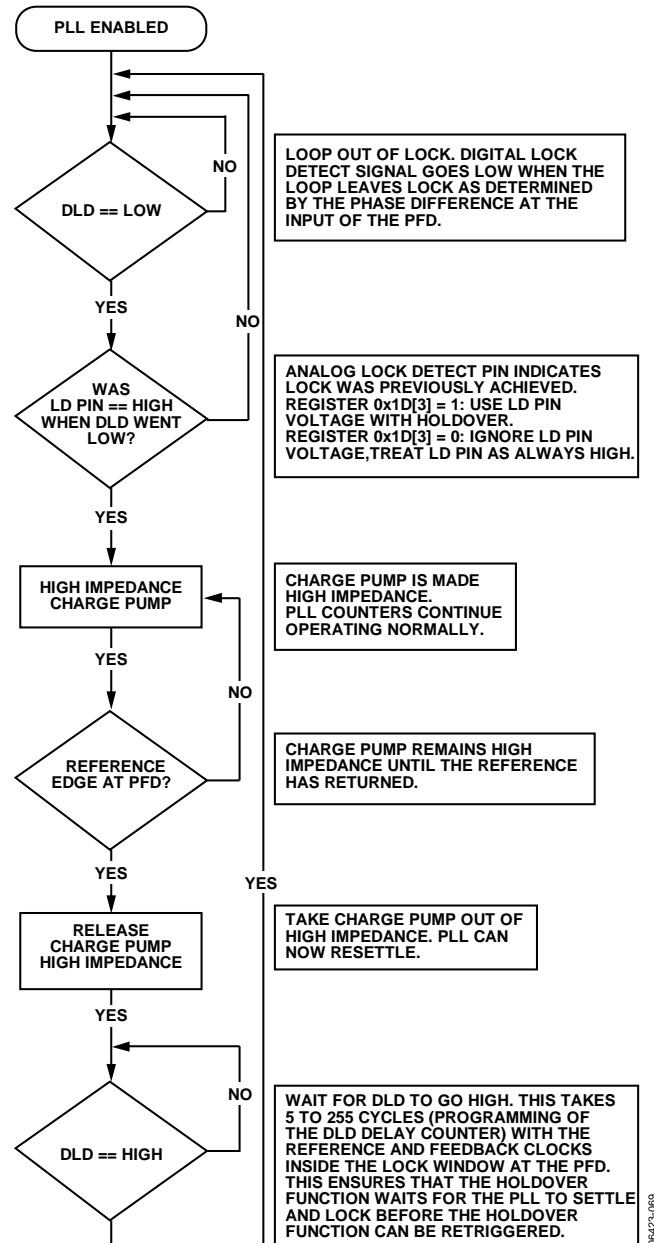 PLL ENABLED
NO
DLD == LOW
LOOP OUT OF LOCK. DIGITAL LOCK
DETECT SIGNAL GOES LOW WHEN THE
LOOP LEAVES LOCK AS DETERMINED
BY THE PHASE DIFFERENCE AT THE
INPUT OF THE PFD.
YES
NO
WAS
LD PIN == HIGH
WHEN DLD WENT
LOW?
ANALOG LOCK DETECT PIN INDICATES
LOCK WAS PREVIOUSLY ACHIEVED.
REGISTER 0x1D[3] = 1: USE LD PIN
VOLTAGE WITH HOLDOVER.
REGISTER 0x1D[3] = 0: IGNORE LD PIN
VOLTAGE,TREAT LD PIN AS ALWAYS HIGH.
YES
HIGH IMPEDANCE
CHARGE PUMP
CHARGE PUMP IS MADE
HIGH IMPEDANCE.
PLL COUNTERS CONTINUE
OPERATING NORMALLY.
YES
NO
REFERENCE
EDGE AT PFD?
CHARGE PUMP REMAINS HIGH
IMPEDANCE UNTIL THE REFERENCE
HAS RETURNED.
YES
YES
RELEASE
CHARGE PUMP
HIGH IMPEDANCE
TAKE CHARGE PUMP OUT OF
HIGH IMPEDANCE. PLL CAN
NOW RESETTLE.
YES
NO
DLD == HIGH
WAIT FOR DLD TO GO HIGH. THIS TAKES
5 TO 255 CYCLES (PROGRAMMING OF
THE DLD DELAY COUNTER) WITH THE
REFERENCE AND FEEDBACK CLOCKS
INSIDE THE LOCK WINDOW AT THE PFD.
THIS ENSURES THAT THE HOLDOVER
FUNCTION WAITS FOR THE PLL TO SETTLE
AND LOCK BEFORE THE HOLDOVER
FUNCTION CAN BE RETRIGGERED.
06423-069